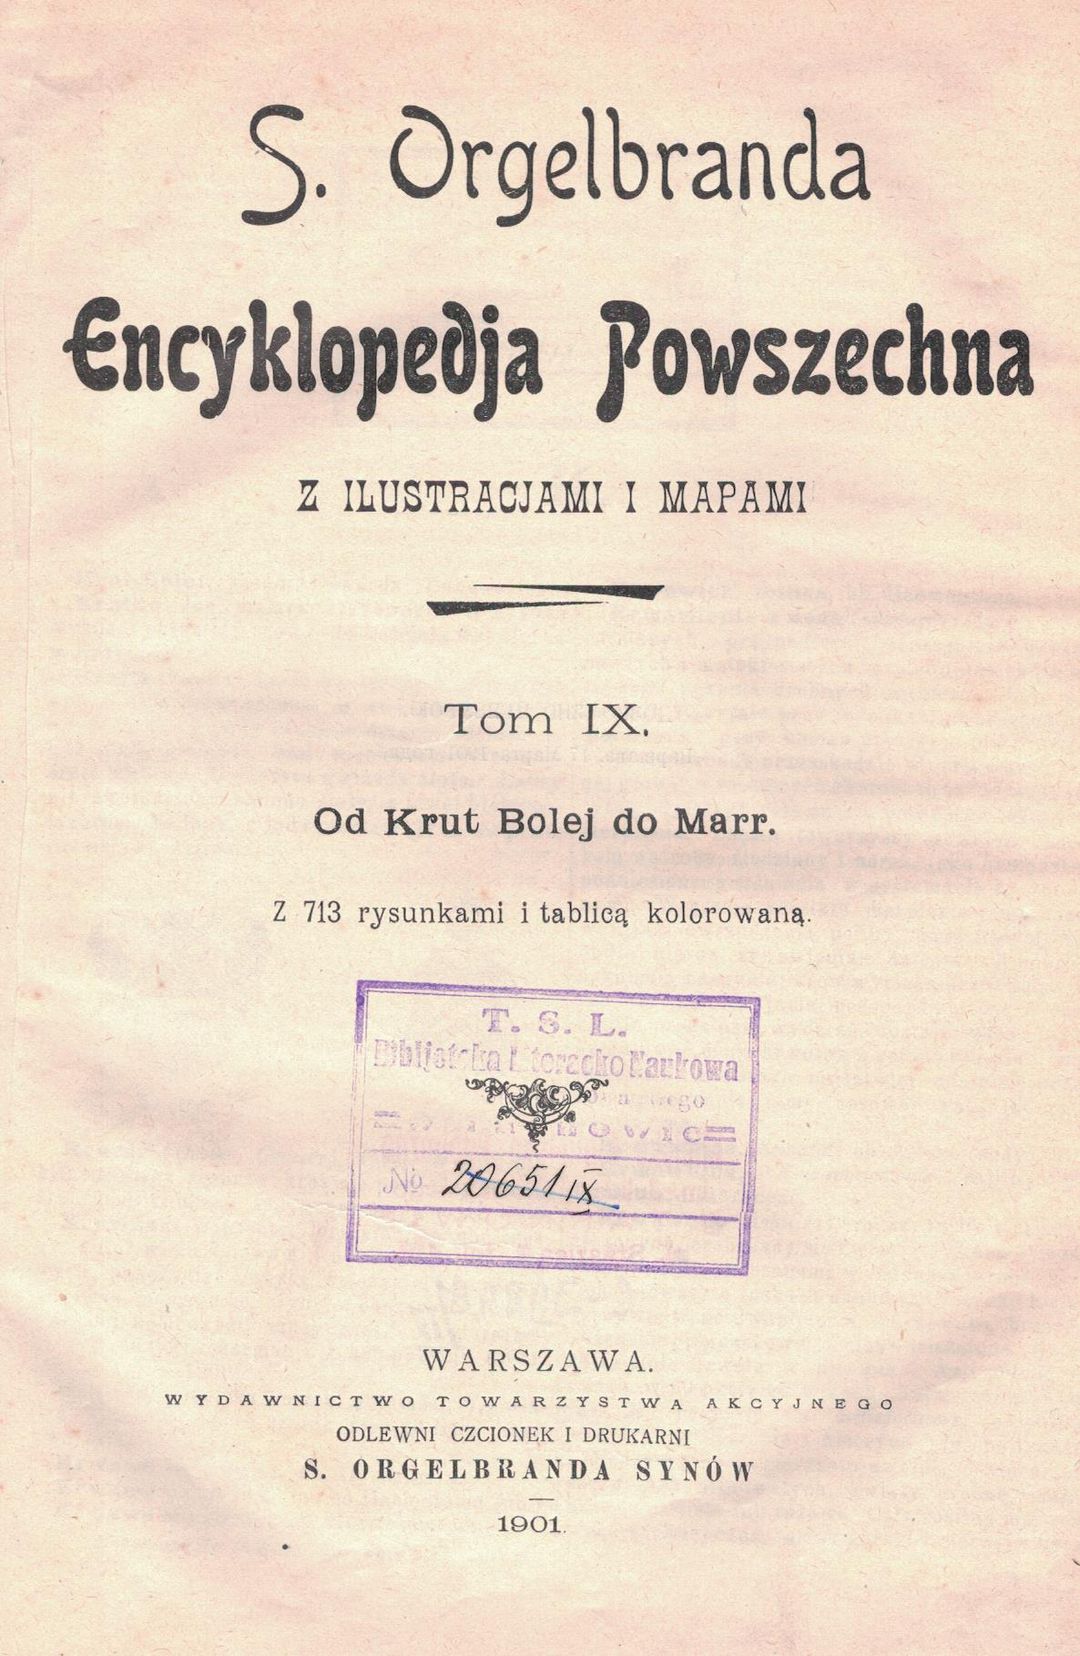 S. Orgelbranda
Encyklopedja Powszechna
Z ILUSTRACJAMI I MAPAMI
Tom IX.
Od Krut Bolej do Marr.
Z 713 rysunkami i tablicą kolorowaną.
T. S. L.
Naukowa
№ 20651 IX
WARSZAWA.
WYDAWNICTWO TOWARZYSTWA AKCYJNEGO
ODLEWNI CZCIONEK I DRUKARNI
S. ORGELBRANDA SYNÓW
1901.